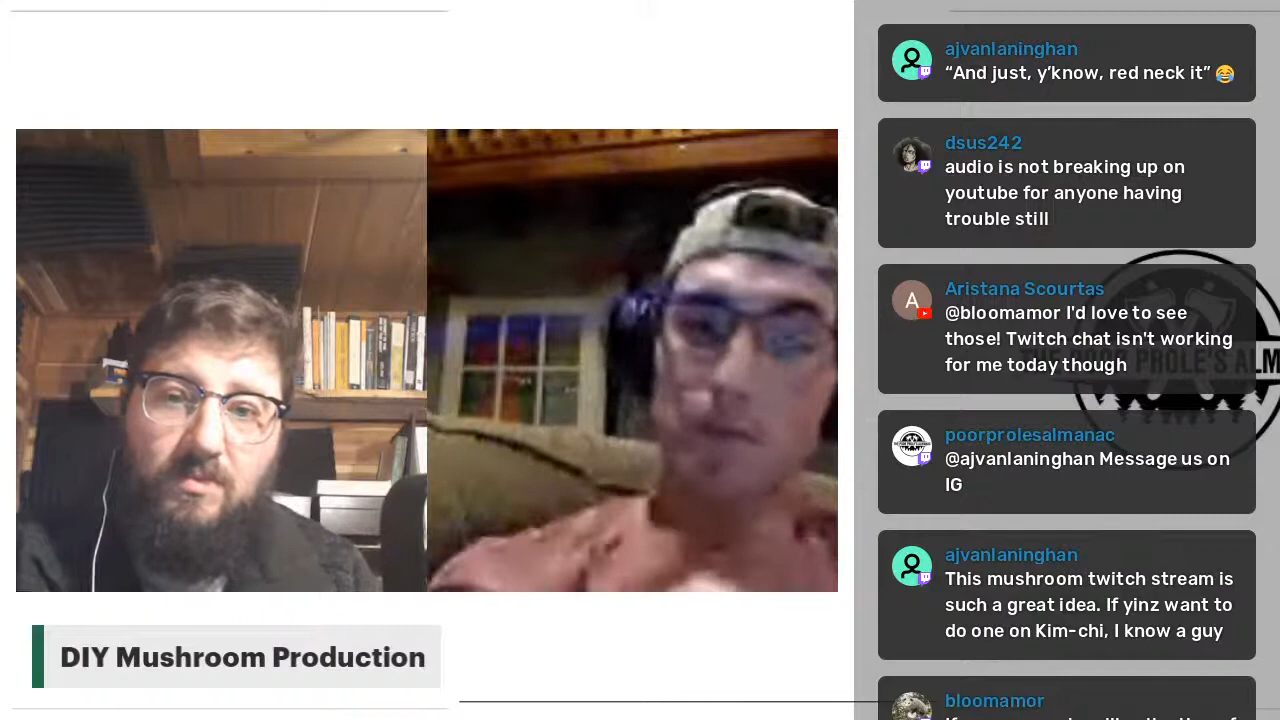 ajvanlaninghan
“And just, y’know, red neck it” 😂
dsus242
audio is not breaking up on
youtube for anyone having
trouble still
A
Aristana Scourtas
@bloomamor I'd love to see
those! Twitch chat isn't working
for me today though
PROLE'S ALM
poorprolesalmanac
@ajvanlaninghan Message us on
IG
ajvanlaninghan
This mushroom twitch stream is
such a great idea. If yinz want to
do one on Kim-chi, I know a guy
bloomamor
DIY Mushroom Production